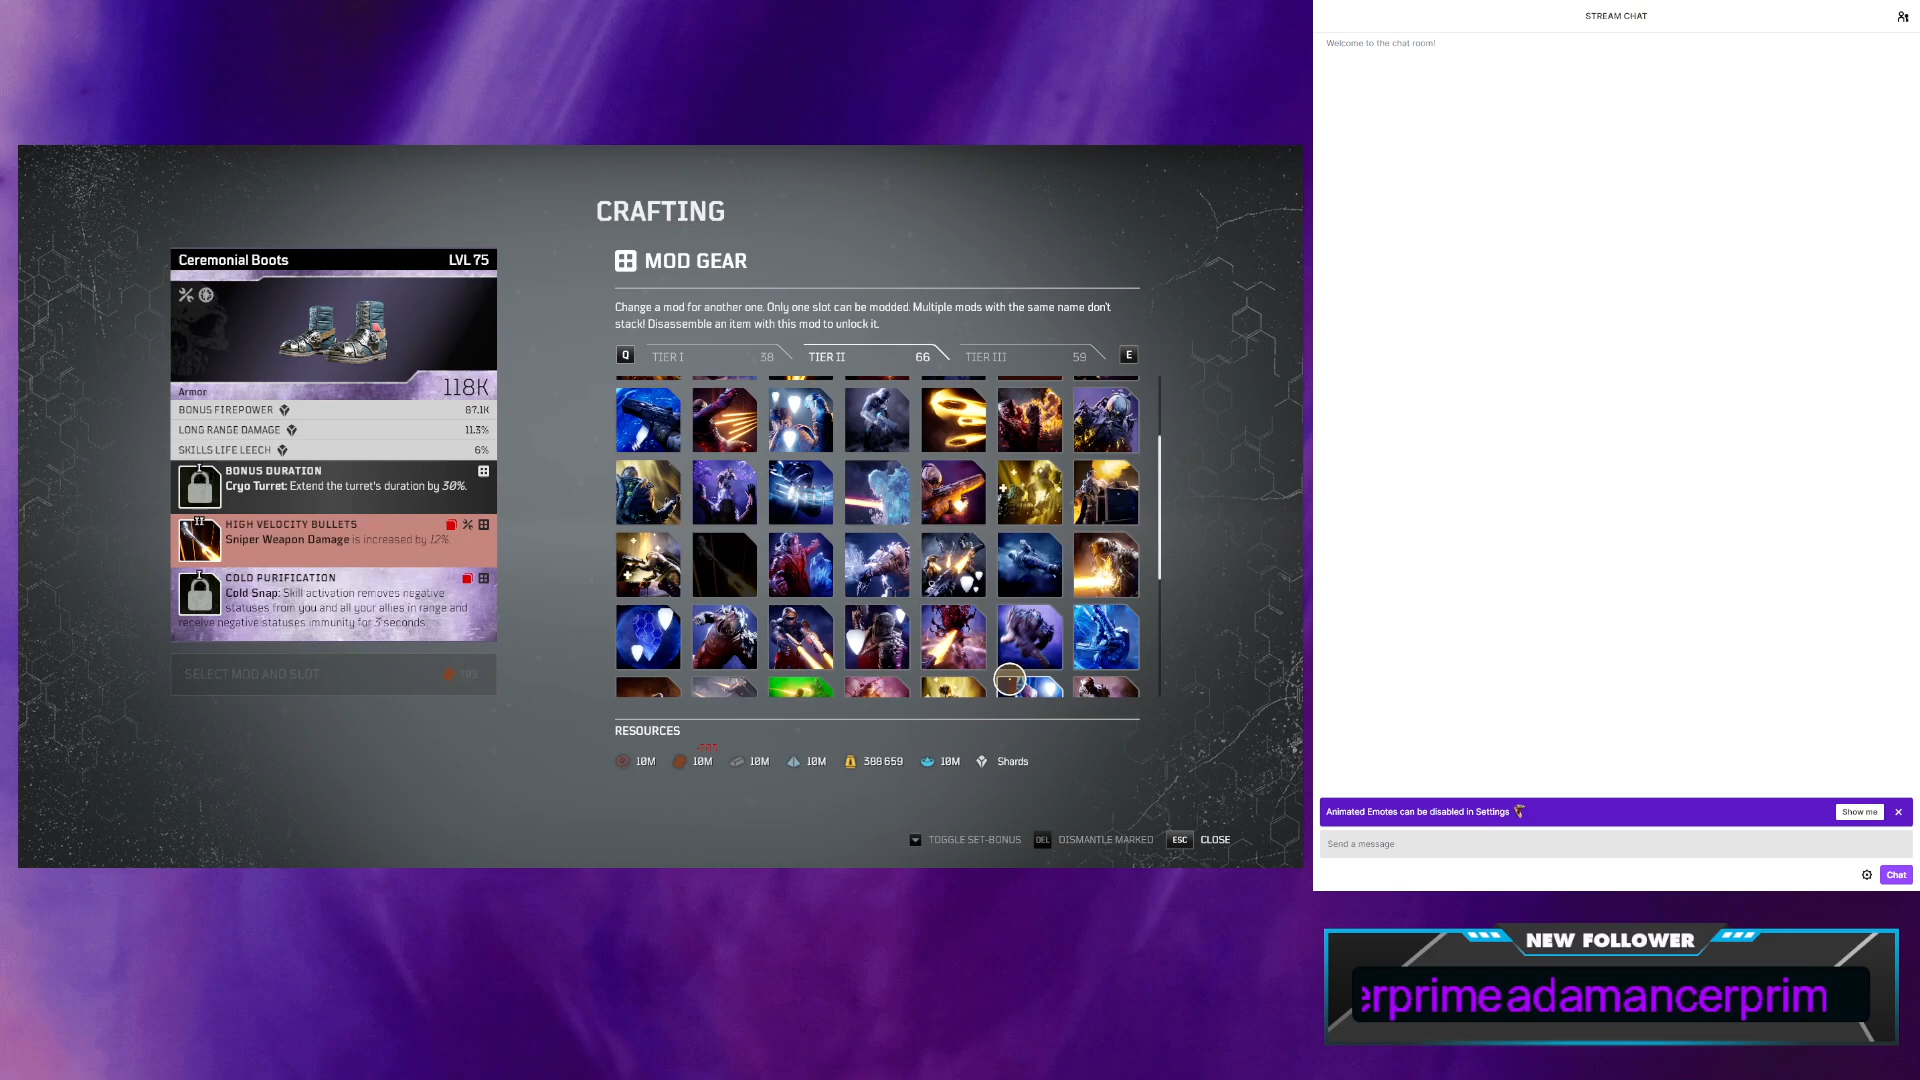 STREAM CHAT
Welcome to the chat room!
CRAFTING
Ceremonial Boots LVL 75
Armor 118K
BONUS FIREPOWER 87.1K
LONG RANGE DAMAGE 11.3%
SKILLS LIFE LEECH 6%
I
BONUS DURATION
Cryo Turret: Extend the turret's duration by 30%.
II
HIGH VELOCITY BULLETS
Sniper Weapon Damage is increased by 12%.
I
COLD PURIFICATION
Cold Snap: Skill activation removes negative
statuses from you and all your allies in range and
receive negative statuses immunity for 3 seconds.
SELECT MOD AND SLOT -703
MOD GEAR
Change a mod for another one. Only one slot can be modded. Multiple mods with the same name don't
stack! Disassemble an item with this mod to unlock it.
Q TIER I 38 TIER II 66 TIER III 59 E
RESOURCES
-703
10M 10M 10M 10M 388 659 10M Shards
TOGGLE SET-BONUS DEL DISMANTLE MARKED ESC CLOSE
Animated Emotes can be disabled in Settings Show me
Send a message
Chat
NEW FOLLOWER
erprime adamancerprim